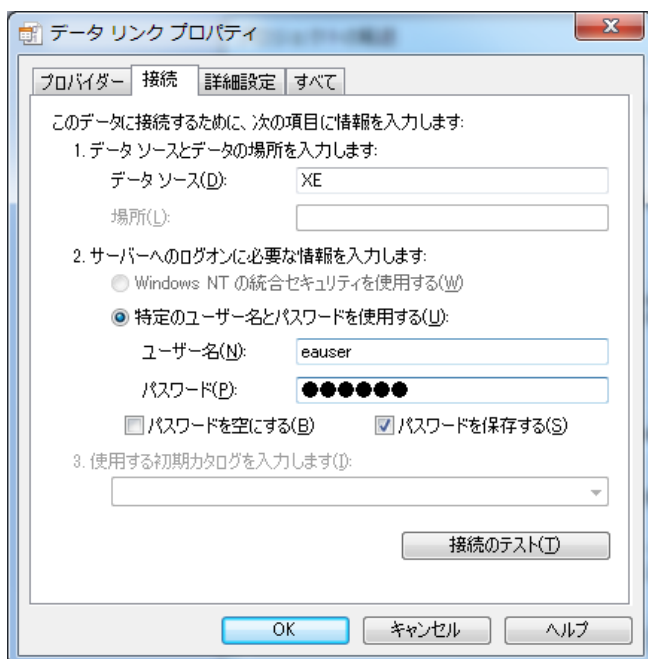 データ リンク プロパティ
プロバイダー 接続 詳細設定 すべて
このデータに接続するために、次の項目に情報を入力します:
1. データ ソースとデータの場所を入力します:
データ ソース(D): XE
場所(L):
2. サーバーへのログオンに必要な情報を入力します:
Windows NT の統合セキュリティを使用する(W)
特定のユーザー名とパスワードを使用する(U):
ユーザー名(N): eauser
パスワード(P): ●●●●●●
パスワードを空にする(B) パスワードを保存する(S)
3. 使用する初期カタログを入力します(I):
接続のテスト(T)
OK キャンセル ヘルプ